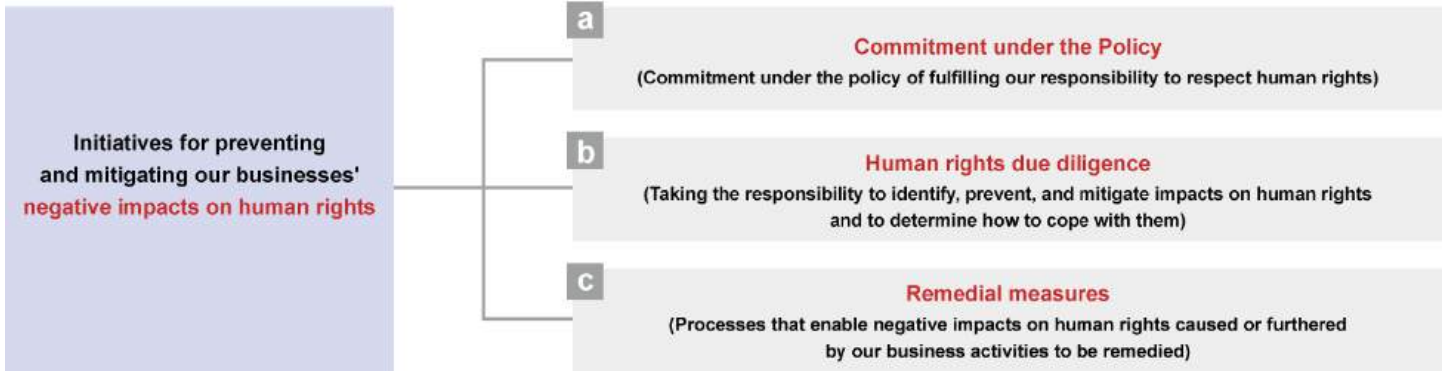 Initiatives for preventing
and mitigating our businesses'
negative impacts on human rights
a
Commitment under the Policy
(Commitment under the policy of fulfilling our responsibility to respect human rights)
b
Human rights due diligence
(Taking the responsibility to identify, prevent, and mitigate impacts on human rights
and to determine how to cope with them)
c
Remedial measures
(Processes that enable negative impacts on human rights caused or furthered
by our business activities to be remedied)